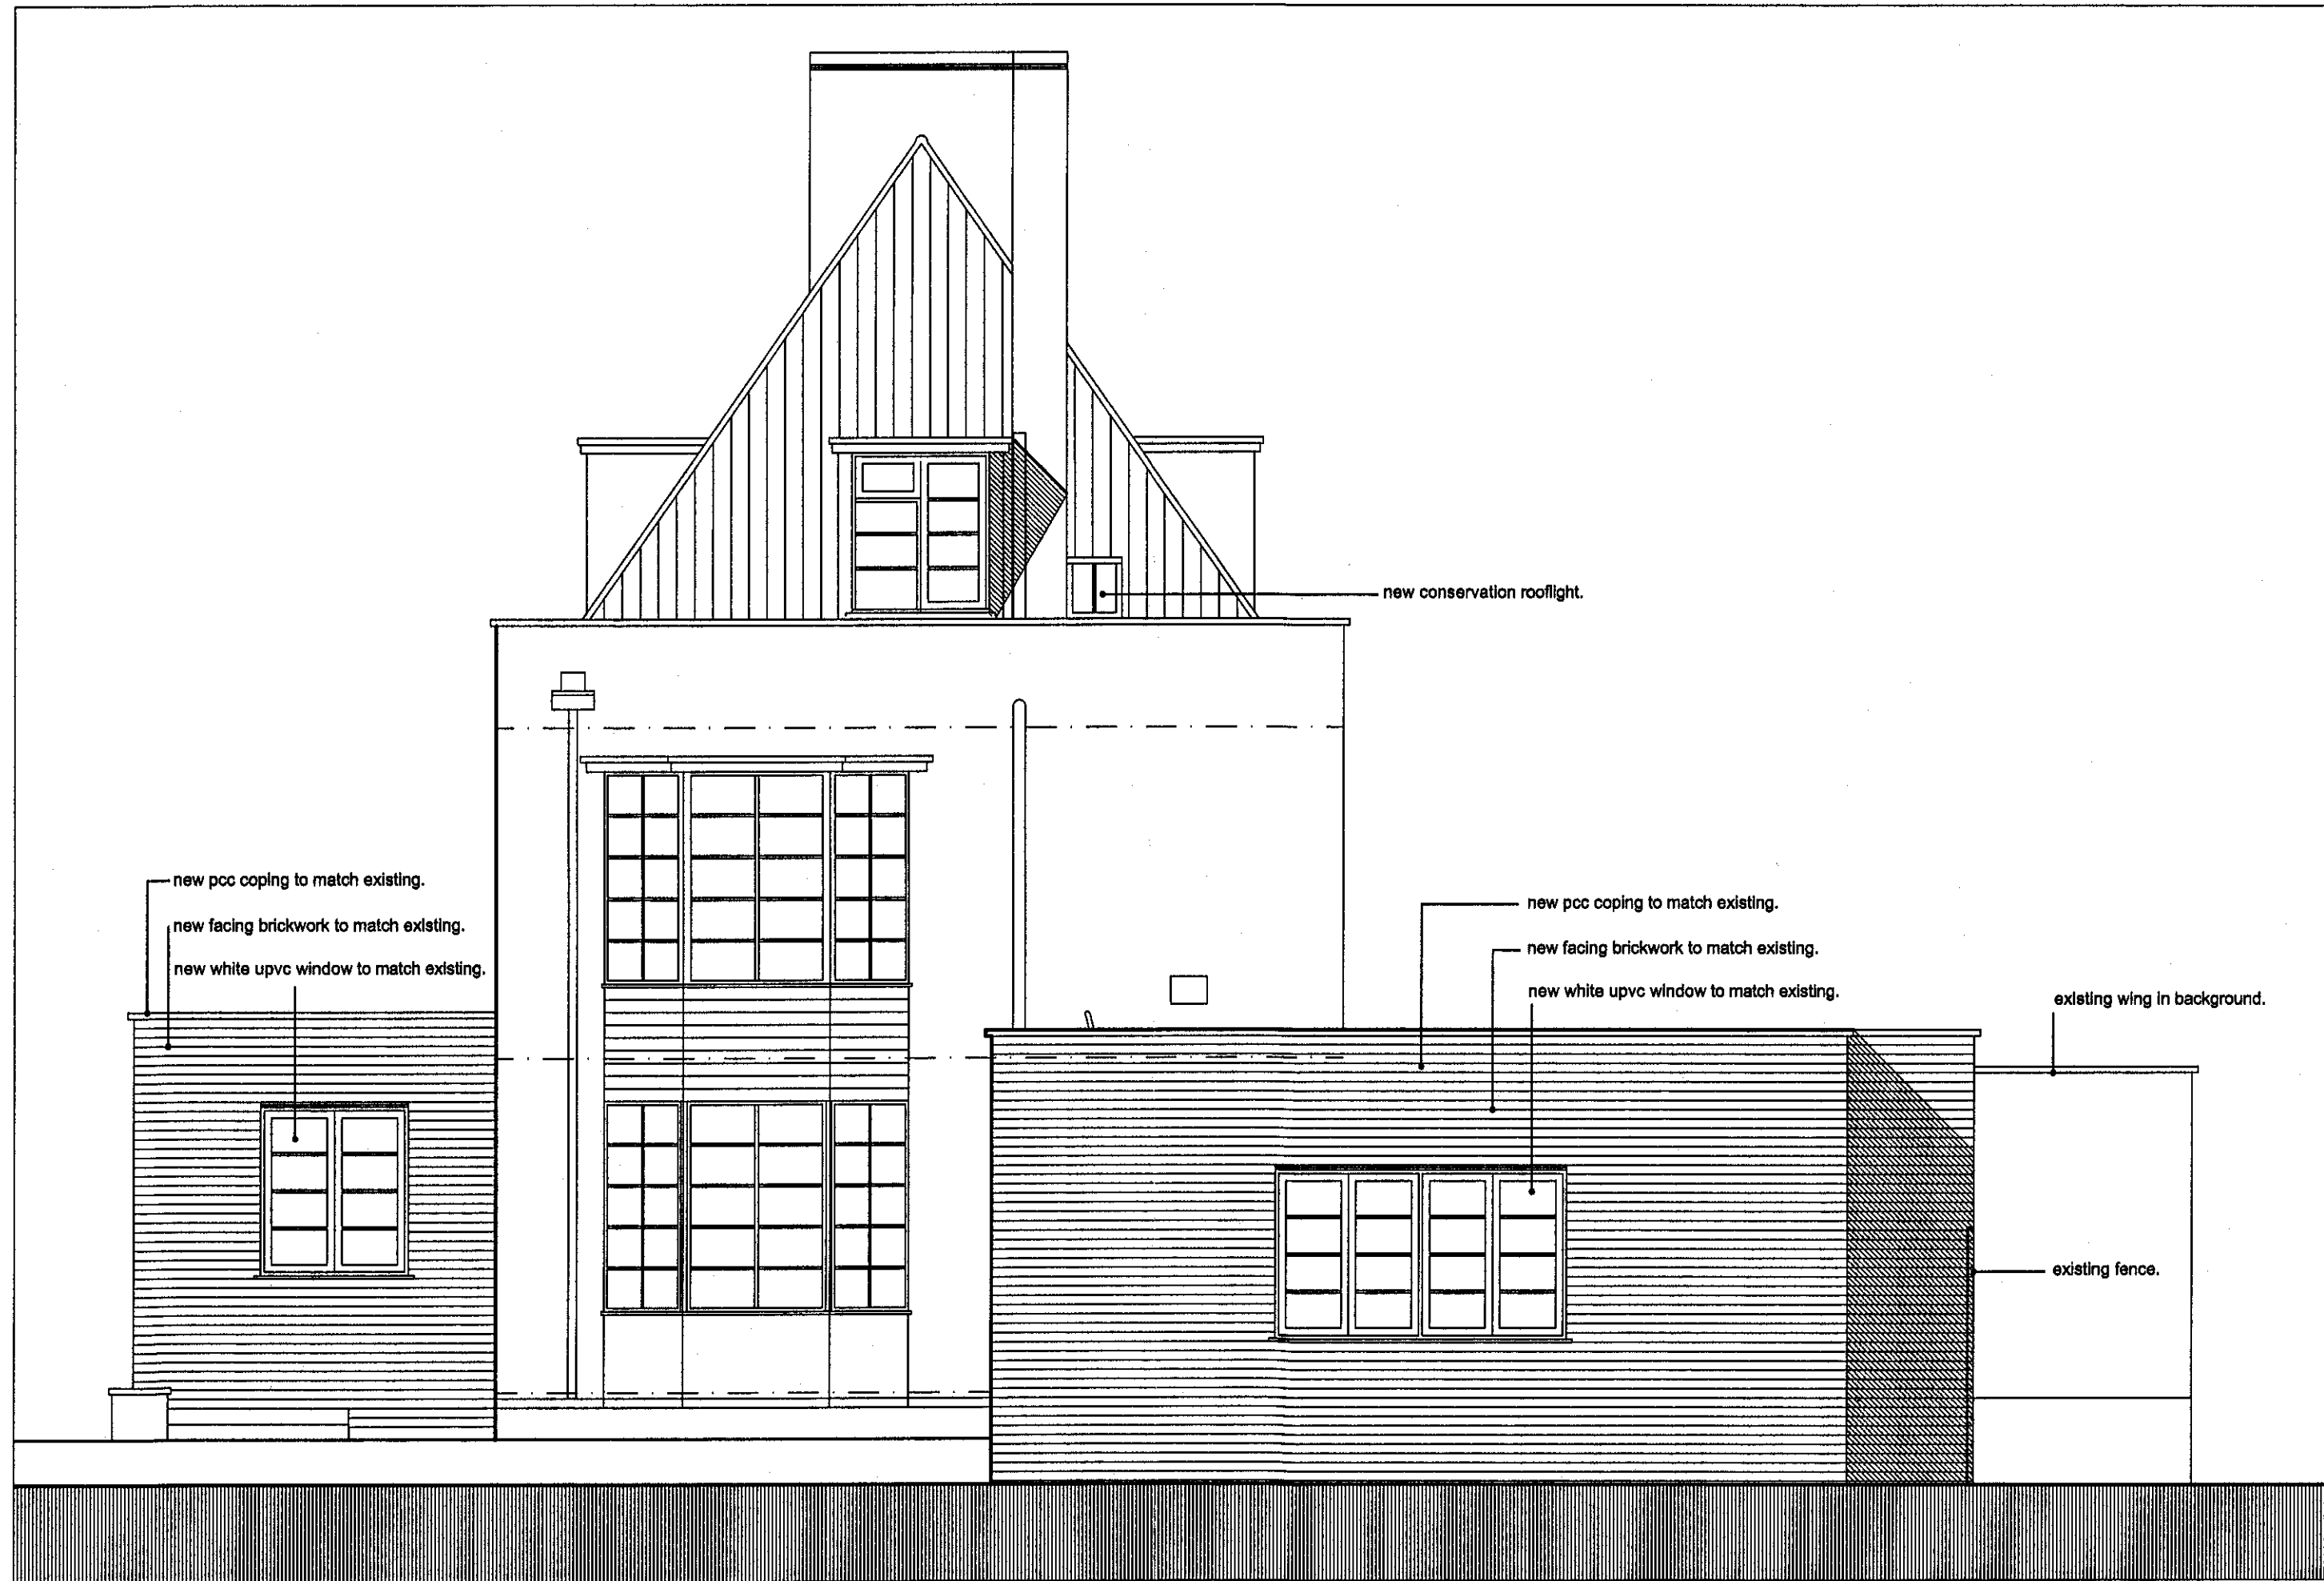 new conservation rooflight.
new pcc coping to match existing.
new facing brickwork to match existing.
new white upvc window to match existing.
new pcc coping to match existing.
new facing brickwork to match existing.
new white upvc window to match existing.
existing wing in background.
existing fence.